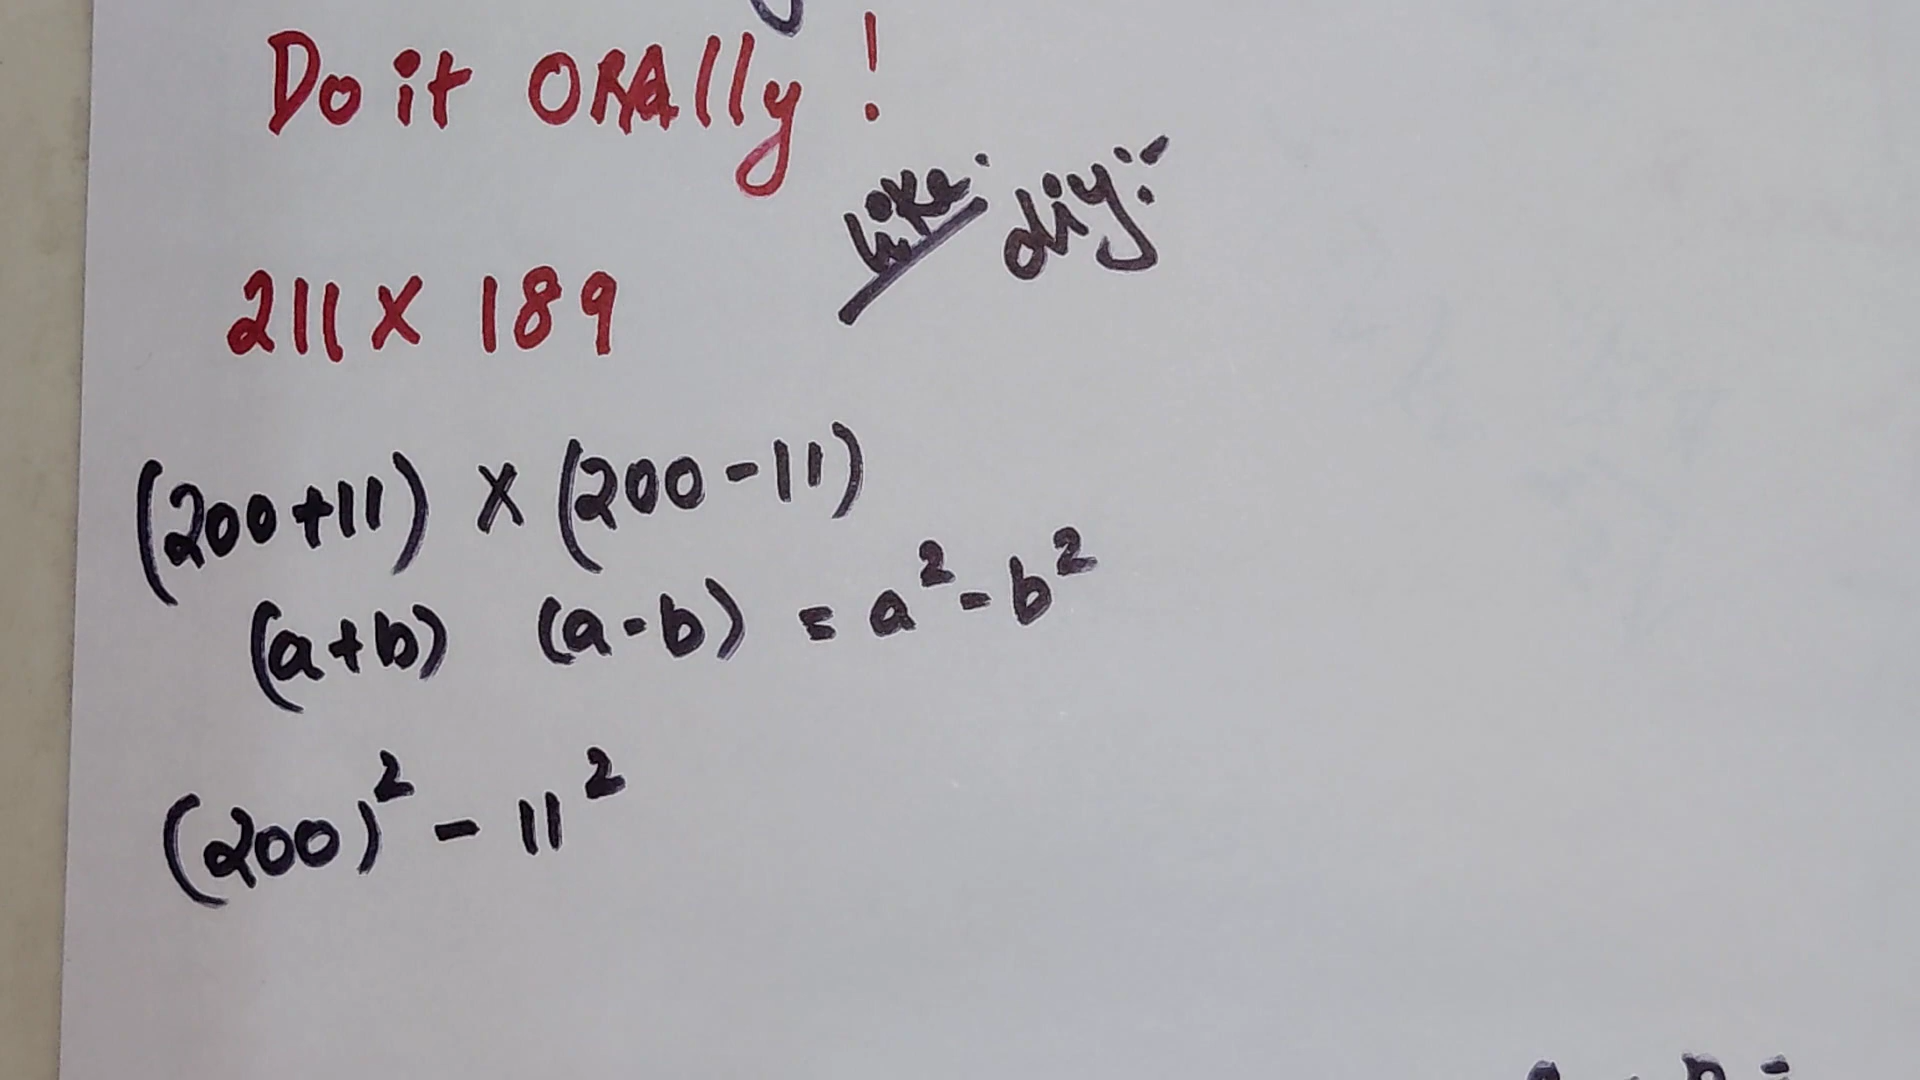 Do it ORAlly !
like: diy:-
211 x 189
(200+11) x (200-11)
(a+b) (a-b) = a² - b²
(200)² - 11²